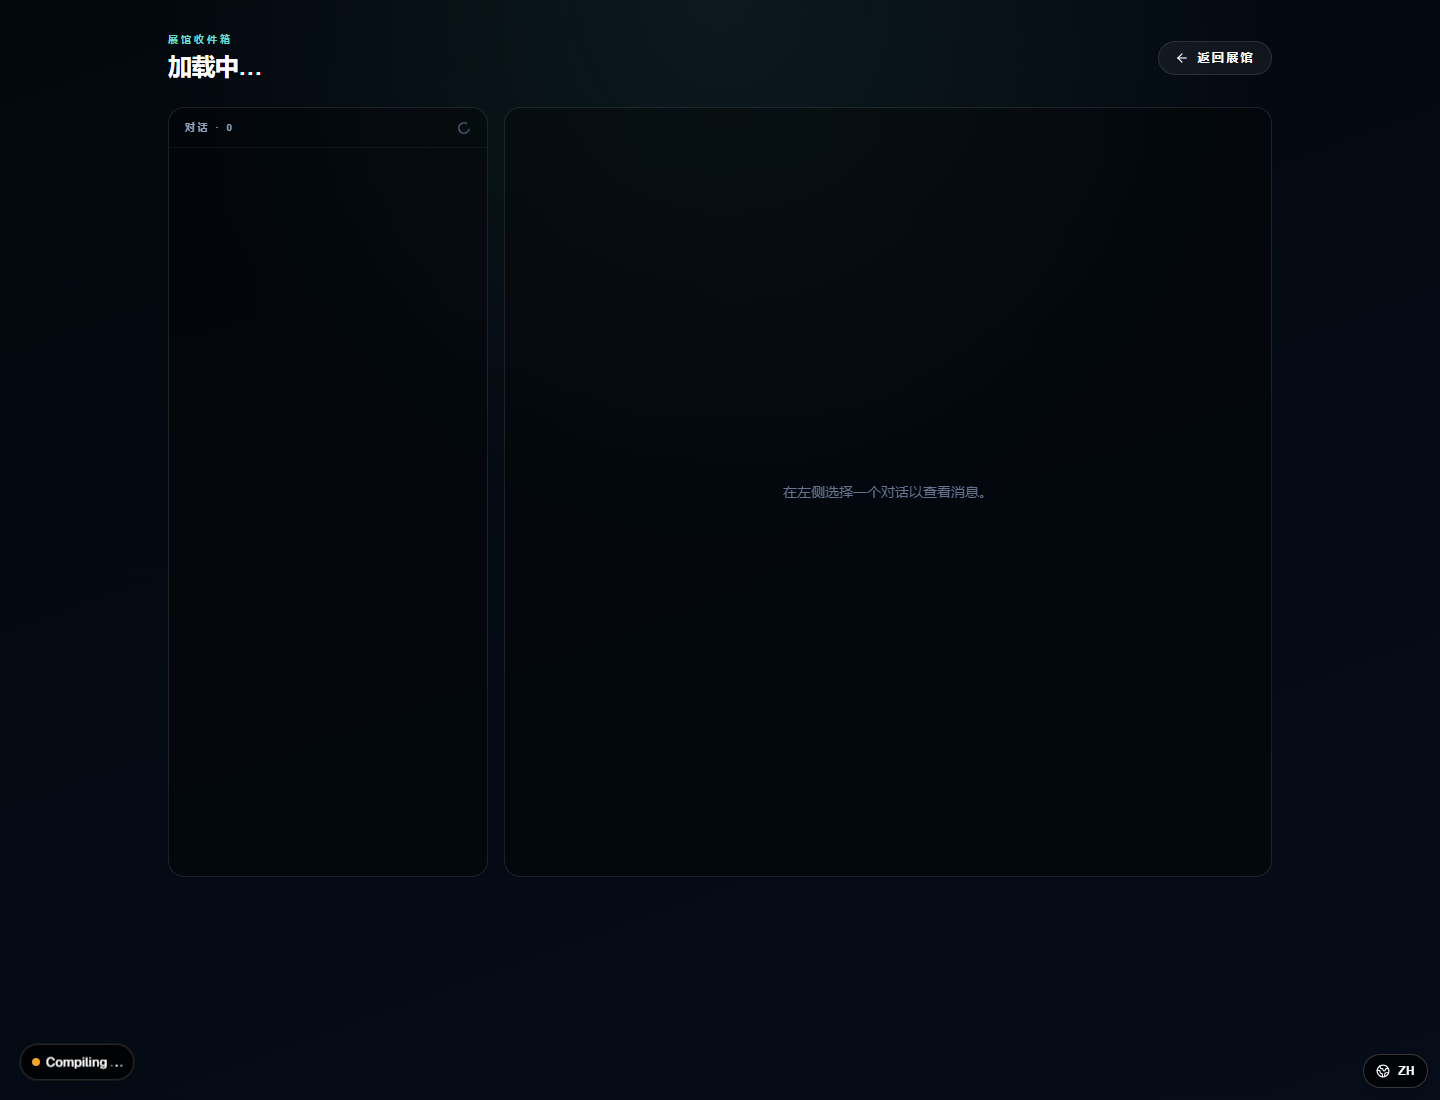 展馆收件箱
加载中...
返回展馆
对话 · 0
在左侧选择一个对话以查看消息。
Compiling ...
ZH